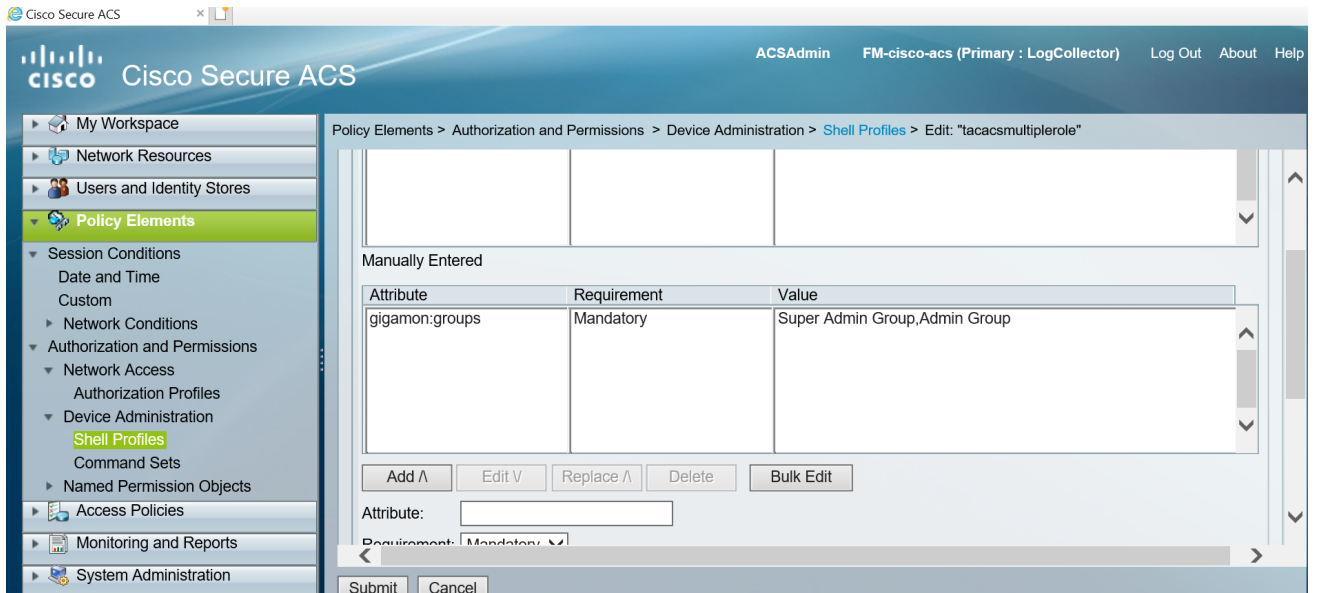 Cisco Secure ACS
ACSAdmin FM-cisco-acs (Primary : LogCollector) Log Out About Help
CISCO Cisco Secure ACS
My Workspace
Network Resources
Users and Identity Stores
Policy Elements
Session Conditions
Date and Time
Custom
Network Conditions
Authorization and Permissions
Network Access
Authorization Profiles
Device Administration
Shell Profiles
Command Sets
Named Permission Objects
Access Policies
Monitoring and Reports
System Administration
Policy Elements > Authorization and Permissions > Device Administration > Shell Profiles > Edit: "tacacsmultiplerole"
Manually Entered
Attribute Requirement Value
gigamon:groups Mandatory Super Admin Group,Admin Group
Add /\ Edit \/ Replace /\ Delete Bulk Edit
Attribute:
Requirement: Mandatory
Submit Cancel